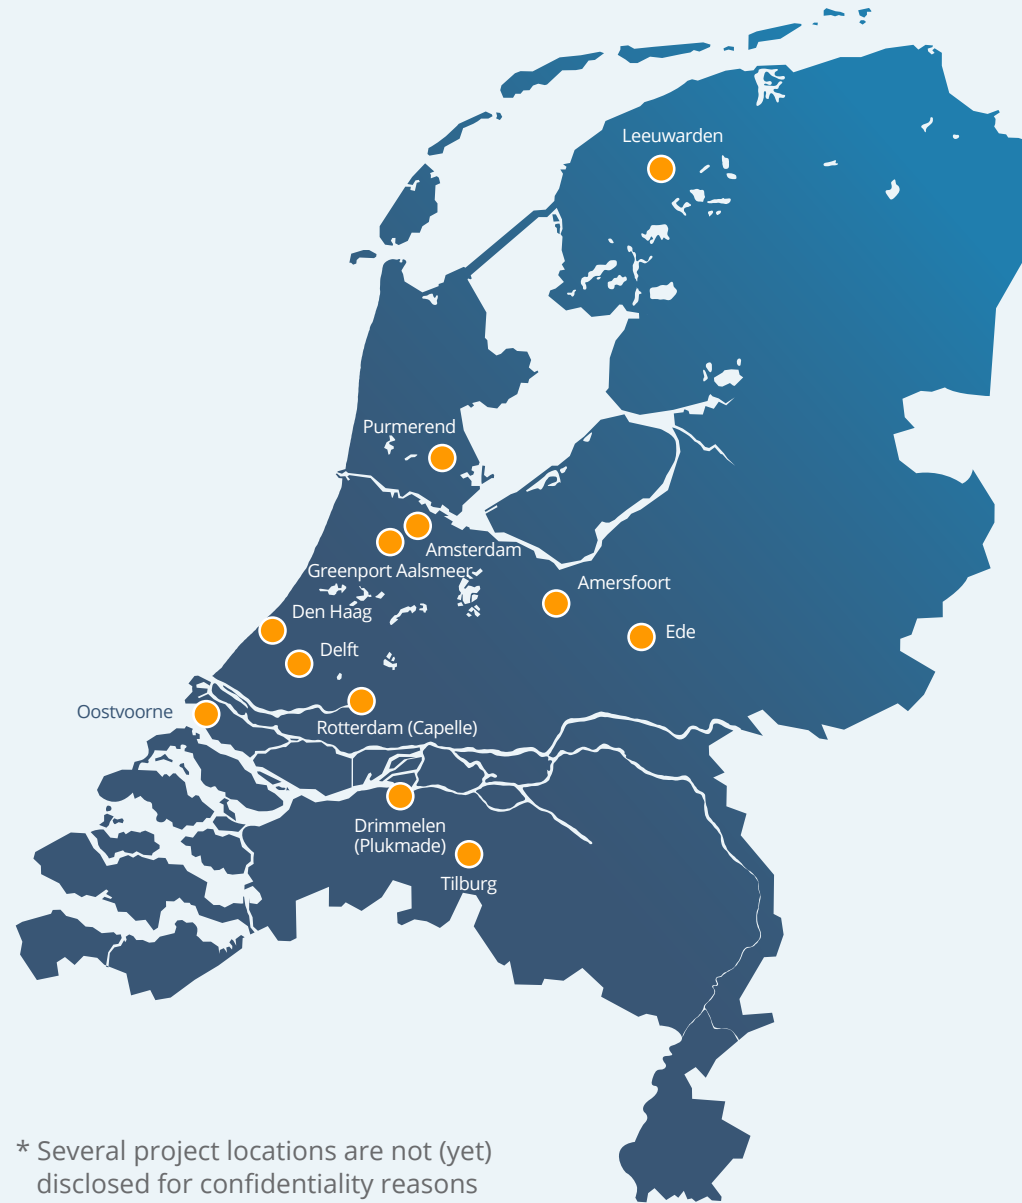 Leeuwarden
Purmerend
Amsterdam
Greenport Aalsmeer
Amersfoort
Den Haag
Ede
Delft
Oostvoorne
Rotterdam (Capelle)
Drimmelen
(Plukmade)
Tilburg
* Several project locations are not (yet)
disclosed for confidentiality reasons